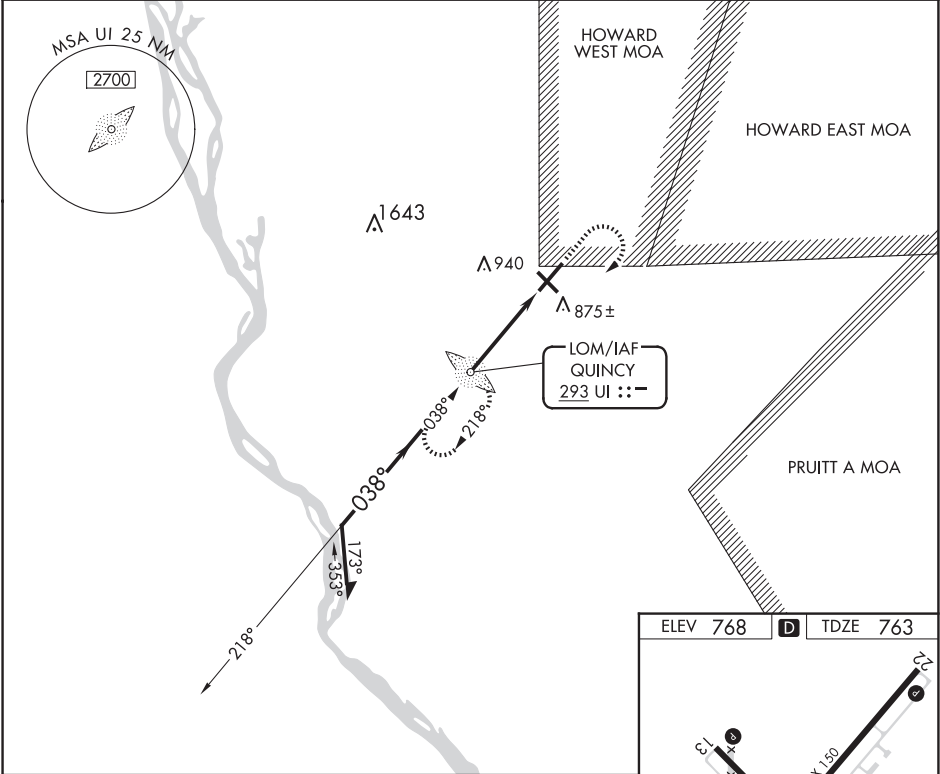 MSA UI 25 NM
2700
HOWARD
WEST MOA
HOWARD EAST MOA
1643
940
875±
LOM/IAF
QUINCY
293 UI
038°
218°
038°
173°
353°
218°
PRUITT A MOA
ELEV 768 D TDZE 763
22
P
13
P
X 150